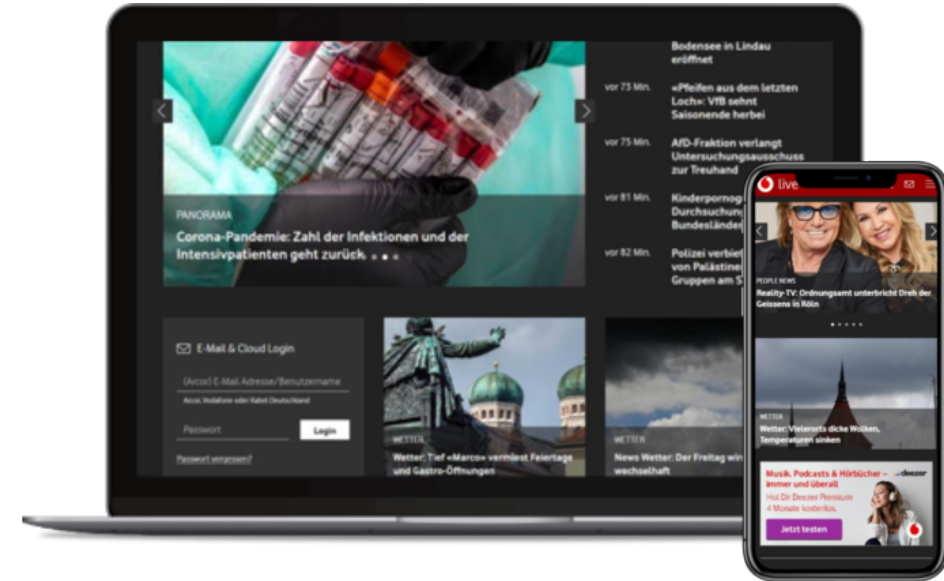 Bodensee in Lindau
eröffnet
vor 73 Min.
«Pfeifen aus dem letzten
Loch»: VfB sehnt
Saisonende herbei
vor 75 Min.
AfD-Fraktion verlangt
Untersuchungsausschuss
zur Treuhand
vor 81 Min.
Kinderpornog
Durchsuchung
Bundesländer
vor 82 Min.
Polizei verbie
von Palästine
Gruppen am S
PANORAMA
Corona-Pandemie: Zahl der Infektionen und der
Intensivpatienten geht zurück
E-Mail & Cloud Login
(Arcor) E-Mail Adresse/Benutzername
Arcor, Vodafone oder Kabel Deutschland
Passwort
Login
Passwort vergessen?
WETTER
Wetter: Tief «Marco» vermiest Feiertage
und Gastro-Öffnungen
WETTER
News Wetter: Der Freitag wir
wechselhaft
live
PEOPLE NEWS
Reality-TV: Ordnungsamt unterbricht Dreh der
Geissens in Köln
WETTER
Wetter: Vielerorts dicke Wolken,
Temperaturen sinken
Musik, Podcasts & Hörbücher –
immer und überall
deezer
Hol Dir Deezer Premium
4 Monate kostenlos.
Jetzt testen